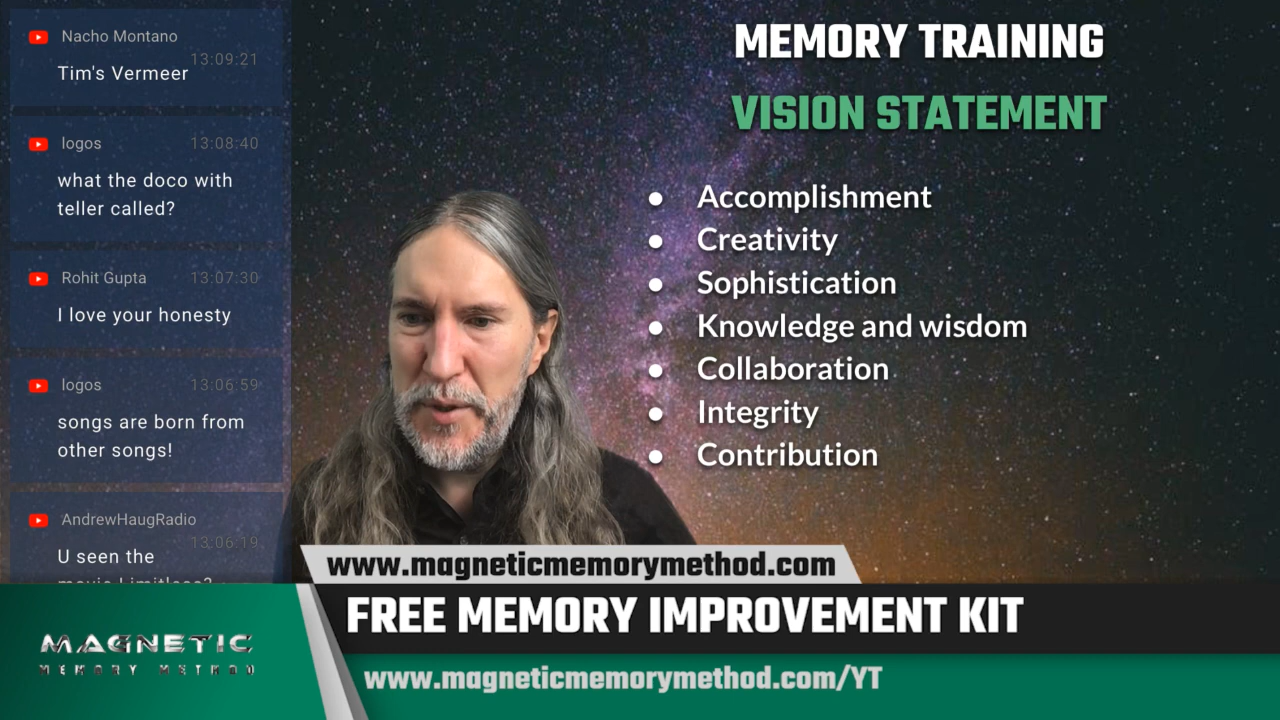 Nacho Montano
13:09:21
Tim's Vermeer
logos 13:08:40
what the doco with
teller called?
Rohit Gupta 13:07:30
I love your honesty
logos 13:06:59
songs are born from
other songs!
AndrewHaugRadio
13:06:19
U seen the
movie Limitless?
MEMORY TRAINING
VISION STATEMENT
● Accomplishment
● Creativity
● Sophistication
● Knowledge and wisdom
● Collaboration
● Integrity
● Contribution
www.magneticmemorymethod.com
FREE MEMORY IMPROVEMENT KIT
www.magneticmemorymethod.com/YT
MAGNETIC
MEMORY METHOD